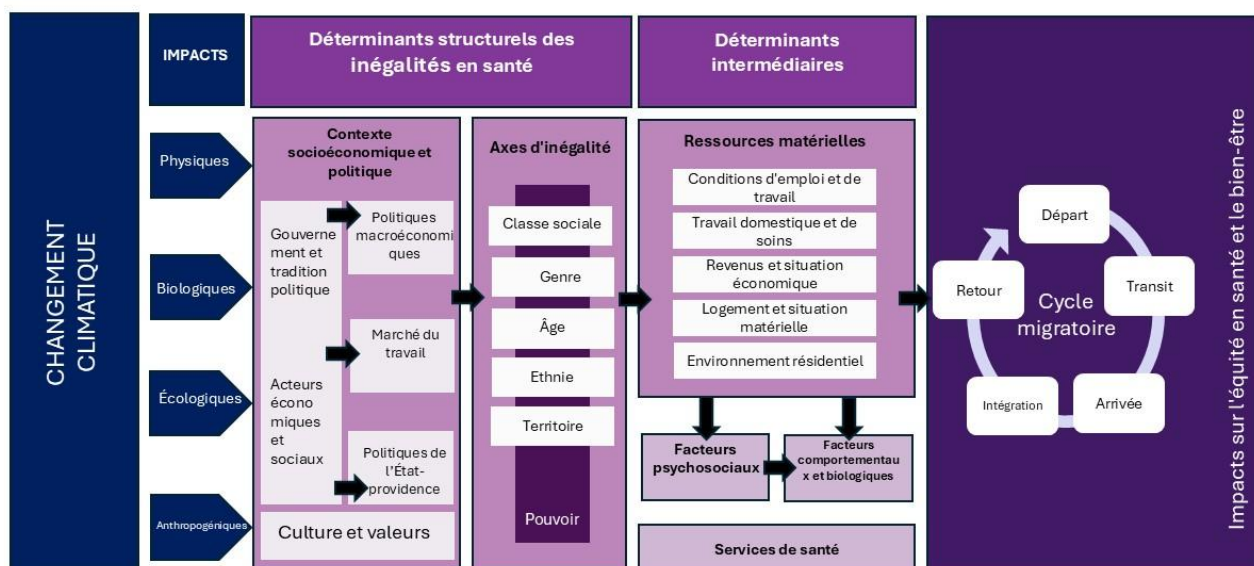 CHANGEMENT
CLIMATIQUE
IMPACTS
Physiques
Biologiques
Écologiques
Anthropogéniques
Déterminants structurels des
inégalités en santé
Contexte
socioéconomique et
politique
Gouverne
ment et
tradition
politique
Acteurs
écono
miques et
sociaux
Politiques
macroéconomi
ques
Marché du
travail
Politiques de
l'État-
providence
Culture et valeurs
Axes d'inégalité
Classe sociale
Genre
Âge
Ethnie
Territoire
Pouvoir
Déterminants
intermédiaires
Ressources matérielles
Conditions d'emploi et de
travail
Travail domestique et de
soins
Revenus et situation
économique
Logement et situation
matérielle
Environnement résidentiel
Facteurs
psychosociaux
Facteurs
comportementau
x et biologiques
Services de santé
Départ
Transit
Arrivée
Intégration
Retour
Cycle
migratoire
Impacts sur l'équité en santé et le bien-être